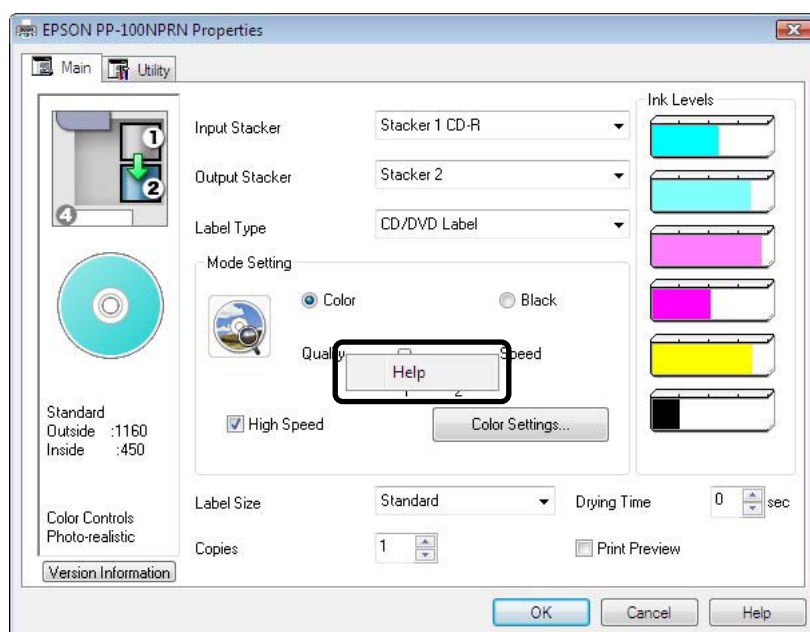 EPSON PP-100NPRN Properties
Main
Utility
1
2
4
Standard
Outside :1160
Inside :450
Color Controls
Photo-realistic
Version Information
Input Stacker
Stacker 1 CD-R
Output Stacker
Stacker 2
Label Type
CD/DVD Label
Mode Setting
Color
Black
Quality
Speed
Help
1 2
High Speed
Color Settings...
Label Size
Standard
Drying Time
0
sec
Copies
1
Print Preview
Ink Levels
OK
Cancel
Help